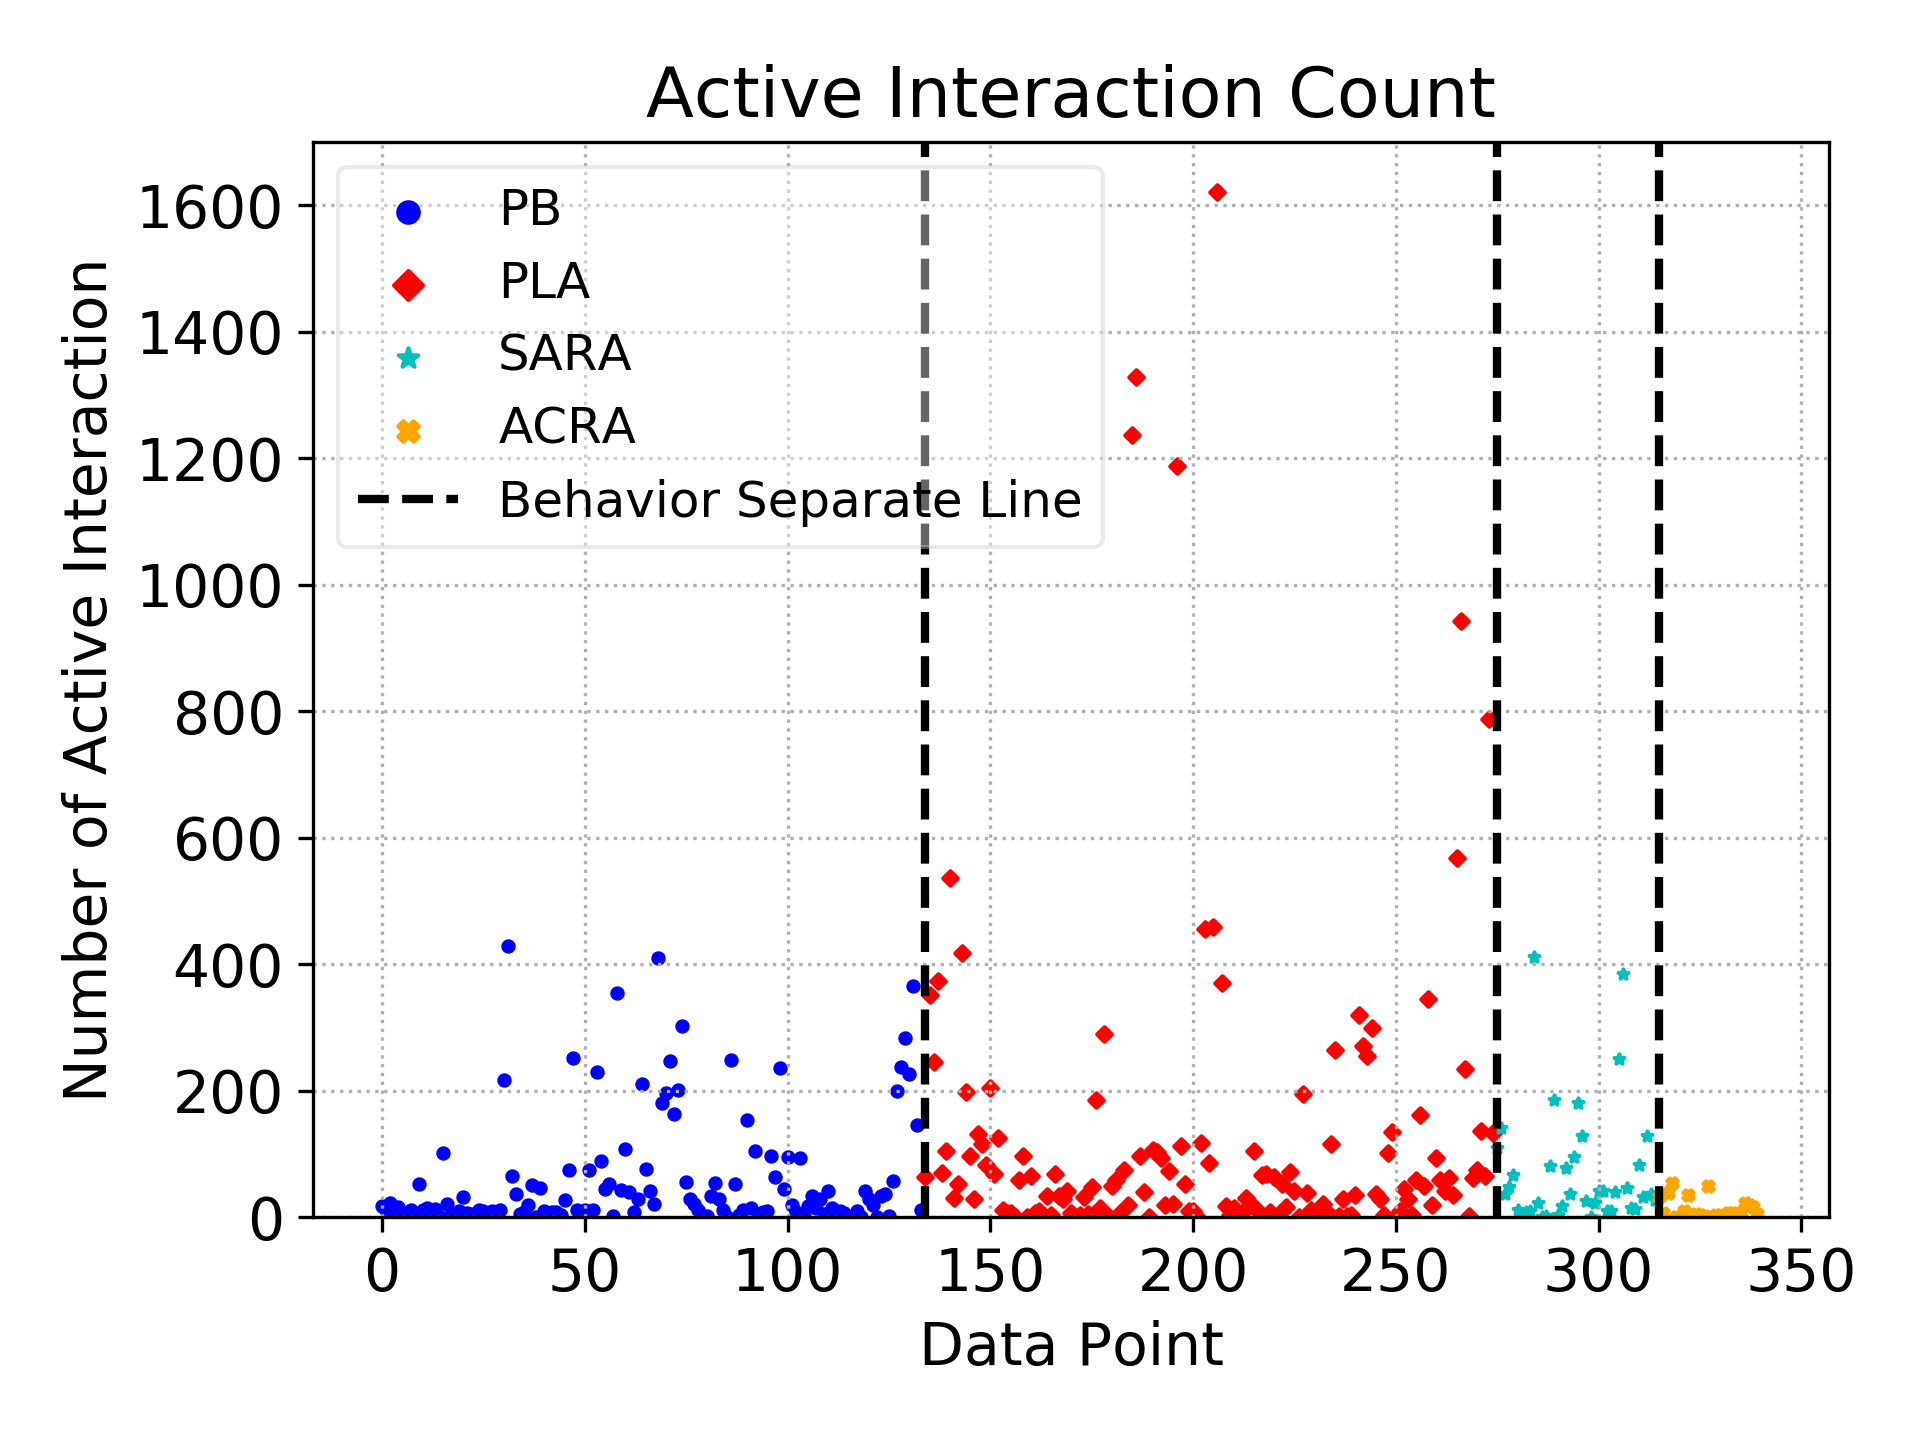 Active Interaction Count
Number of Active Interaction
1600
1400
1200
1000
800
600
400
200
0
PB
PLA
SARA
ACRA
Behavior Separate Line
0 50 100 150 200 250 300 350
Data Point